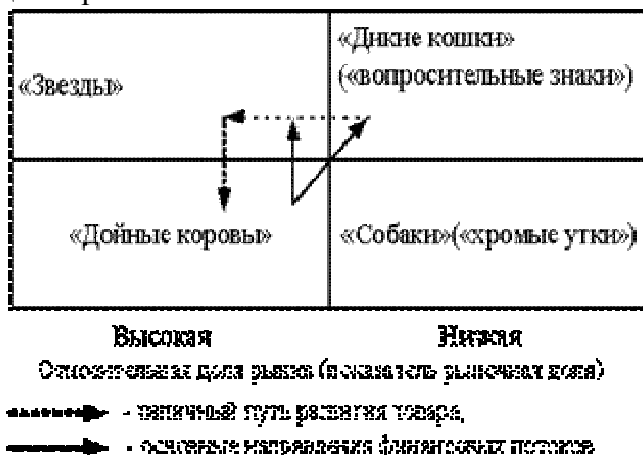 «Дикие кошки»
(«вопросительные знаки»)
«Звезды»
«Дойные коровы»
«Собаки»(«хромые утки»)
Высокая Низкая
Относительная доля рынка (показатель рыночная доля)
- типичный путь развития товара,
- основные направления финансовых потоков